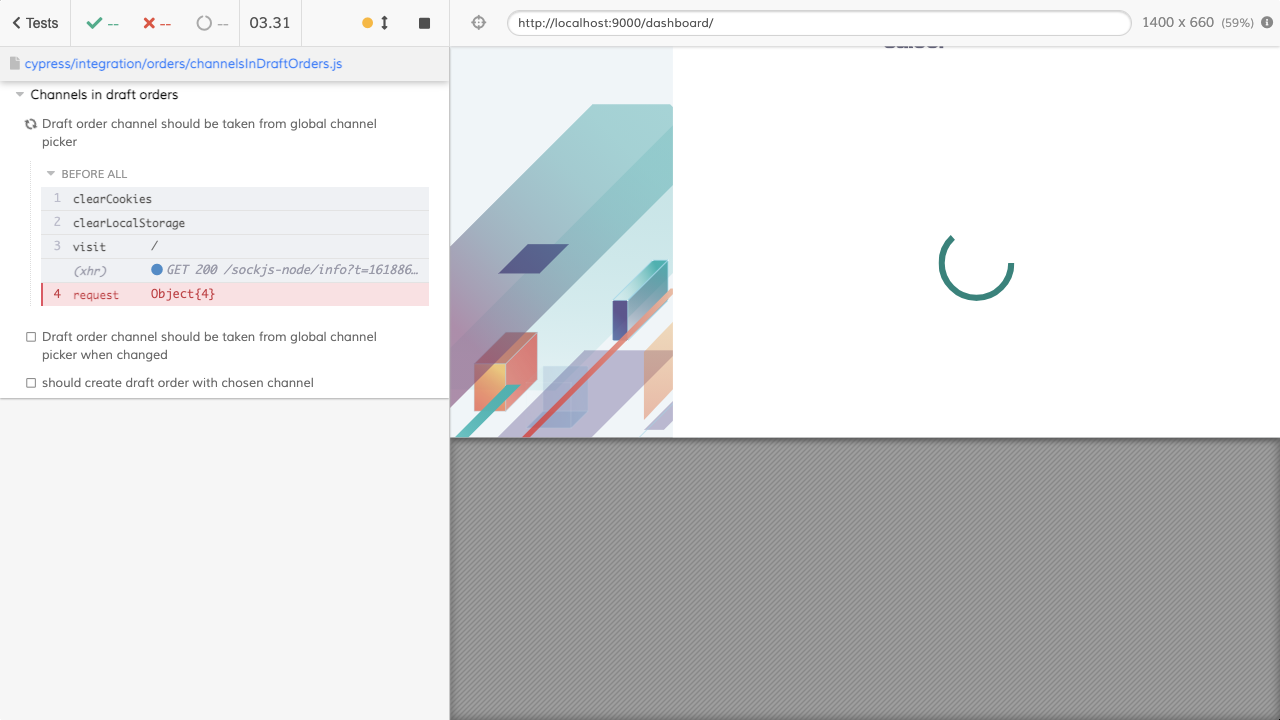 Tests -- -- -- 03.31
http://localhost:9000/dashboard/ 1400 x 660 (59%)
cypress/integration/orders/channelsInDraftOrders.js
Channels in draft orders
Draft order channel should be taken from global channel
picker
BEFORE ALL
1 clearCookies
2 clearLocalStorage
3 visit /
(xhr) GET 200 /sockjs-node/info?t=161886…
4 request Object{4}
Draft order channel should be taken from global channel
picker when changed
should create draft order with chosen channel